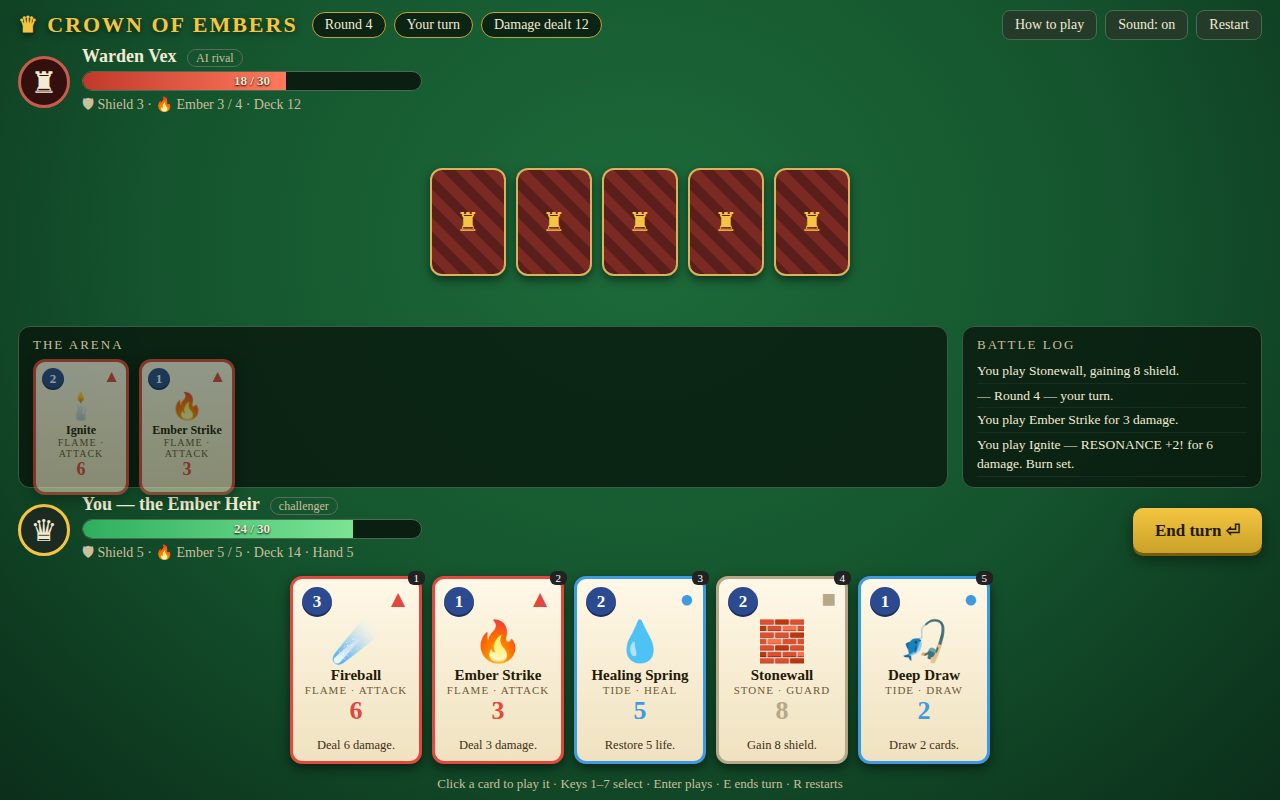 ♛ CROWN OF EMBERS
Round 4
Your turn
Damage dealt 12
How to play
Sound: on
Restart
Warden Vex
AI rival
18 / 30
Shield 3 · 🔥 Ember 3 / 4 · Deck 12
THE ARENA
2
Ignite
FLAME ·
ATTACK
6
1
Ember Strike
FLAME ·
ATTACK
3
BATTLE LOG
You play Stonewall, gaining 8 shield.
— Round 4 — your turn.
You play Ember Strike for 3 damage.
You play Ignite — RESONANCE +2! for 6
damage. Burn set.
You — the Ember Heir
challenger
24 / 30
Shield 5 · 🔥 Ember 5 / 5 · Deck 14 · Hand 5
End turn ⏎
1
3
Fireball
FLAME · ATTACK
6
Deal 6 damage.
2
1
Ember Strike
FLAME · ATTACK
3
Deal 3 damage.
3
2
Healing Spring
TIDE · HEAL
5
Restore 5 life.
4
2
Stonewall
STONE · GUARD
8
Gain 8 shield.
5
1
Deep Draw
TIDE · DRAW
2
Draw 2 cards.
Click a card to play it · Keys 1–7 select · Enter plays · E ends turn · R restarts